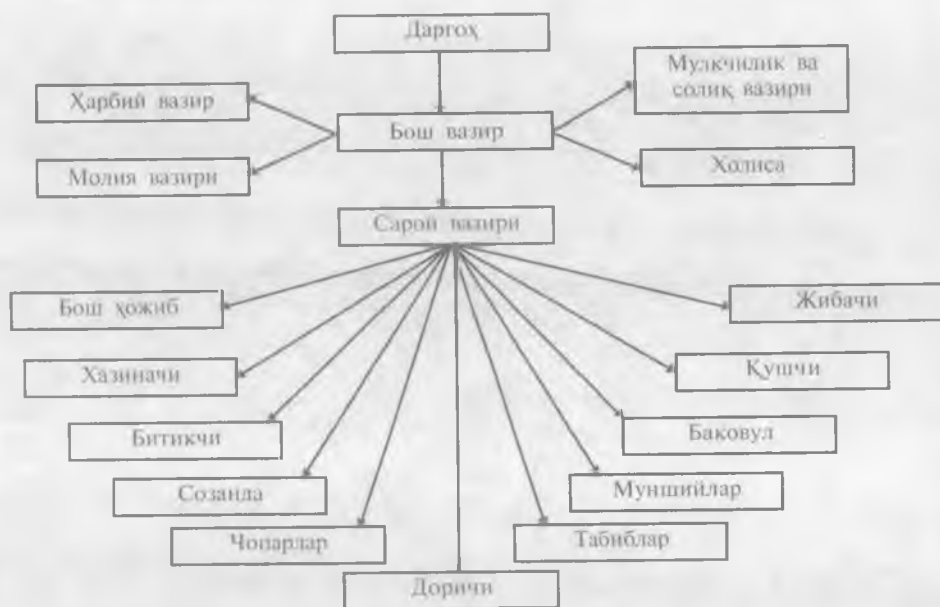 Даргоҳ
Мулкчилик ва
солиқ вазири
Ҳарбий вазир
Бош вазир
Молия вазири
Холиса
Сарой вазири
Бош ҳожиб
Жибачи
Хазиначи
Қушчи
Битикчи
Баковул
Созанда
Муншийлар
Чопарлар
Табиблар
Доричи